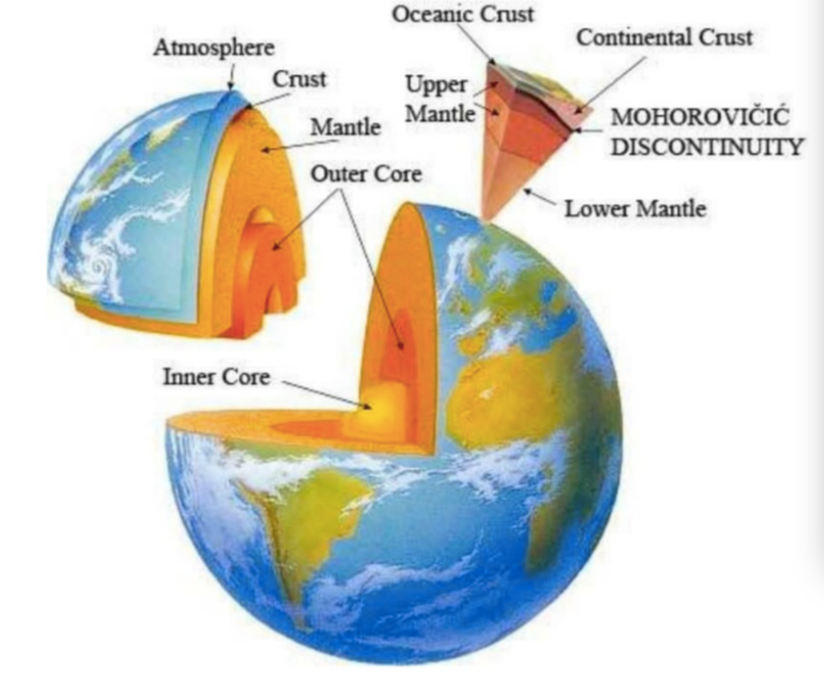 Oceanic Crust
Continental Crust
Atmosphere
Crust
Upper
Mantle
MOHOROVIČIĆ
DISCONTINUITY
Mantle
Outer Core
Lower Mantle
Inner Core